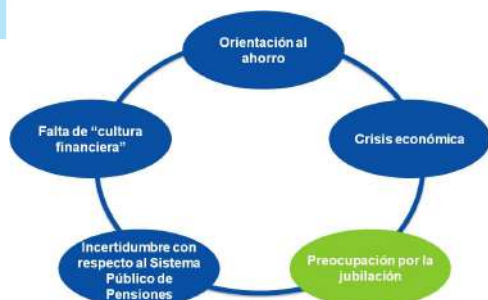 Orientación al
ahorro
Falta de “cultura
financiera”
Crisis económica
Incertidumbre con
respecto al Sistema
Público de
Pensiones
Preocupación por la
jubilación